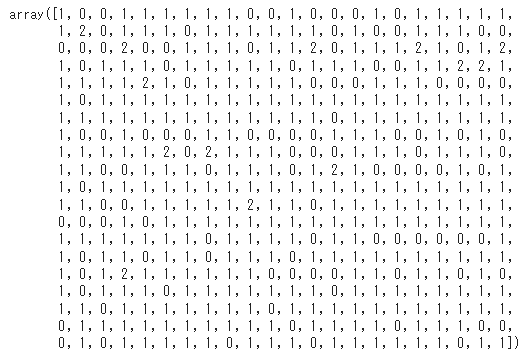 array([1, 0, 0, 1, 1, 1, 1, 1, 1, 0, 0, 1, 0, 0, 0, 1, 0, 1, 1, 1, 1, 1,
1, 2, 0, 1, 1, 1, 0, 1, 1, 1, 1, 1, 1, 0, 1, 0, 0, 1, 1, 1, 0, 0,
0, 0, 0, 2, 0, 0, 1, 1, 1, 0, 1, 1, 2, 0, 1, 1, 1, 2, 1, 0, 1, 2,
1, 0, 1, 1, 1, 0, 1, 1, 1, 1, 1, 0, 1, 1, 1, 0, 0, 1, 1, 2, 2, 1,
1, 1, 1, 1, 2, 1, 0, 1, 1, 1, 1, 1, 0, 0, 0, 1, 1, 1, 0, 0, 0, 0,
1, 0, 1, 1, 1, 1, 1, 1, 1, 1, 1, 1, 1, 1, 1, 1, 1, 1, 1, 1, 1, 1,
1, 1, 1, 1, 1, 1, 1, 1, 1, 1, 1, 1, 1, 0, 1, 1, 1, 1, 1, 1, 1, 1,
1, 0, 0, 1, 0, 0, 0, 1, 1, 0, 0, 0, 0, 1, 1, 1, 0, 0, 1, 0, 1, 0,
1, 1, 1, 1, 1, 2, 0, 2, 1, 1, 1, 0, 0, 0, 1, 1, 1, 0, 1, 1, 1, 0,
1, 1, 0, 0, 1, 1, 1, 0, 1, 1, 1, 0, 1, 2, 1, 0, 0, 0, 0, 1, 0, 1,
1, 0, 1, 1, 1, 1, 1, 1, 1, 1, 1, 1, 1, 1, 1, 1, 1, 1, 1, 1, 1, 1,
1, 1, 0, 0, 1, 1, 1, 1, 1, 2, 1, 1, 0, 1, 1, 1, 1, 1, 1, 1, 1, 1,
0, 0, 0, 1, 0, 1, 1, 1, 1, 1, 1, 1, 1, 1, 1, 1, 1, 1, 1, 1, 1, 1,
1, 1, 1, 1, 1, 1, 1, 0, 1, 1, 1, 1, 0, 1, 1, 0, 0, 0, 0, 0, 0, 1,
1, 0, 1, 1, 0, 1, 1, 0, 1, 1, 1, 0, 1, 1, 1, 1, 0, 1, 1, 1, 1, 1,
1, 0, 1, 2, 1, 1, 1, 1, 1, 1, 0, 0, 0, 0, 1, 1, 0, 1, 1, 0, 1, 0,
1, 0, 1, 1, 1, 0, 1, 1, 1, 1, 1, 1, 1, 0, 1, 1, 1, 1, 1, 1, 1, 1,
1, 1, 0, 1, 1, 1, 1, 1, 1, 0, 1, 1, 1, 1, 1, 1, 1, 1, 1, 1, 1, 1,
0, 1, 1, 1, 1, 1, 1, 1, 1, 1, 1, 0, 1, 1, 1, 1, 0, 1, 1, 1, 0, 0,
0, 1, 0, 1, 1, 1, 1, 1, 0, 1, 1, 1, 0, 1, 1, 1, 1, 1, 1, 0, 1, 1])